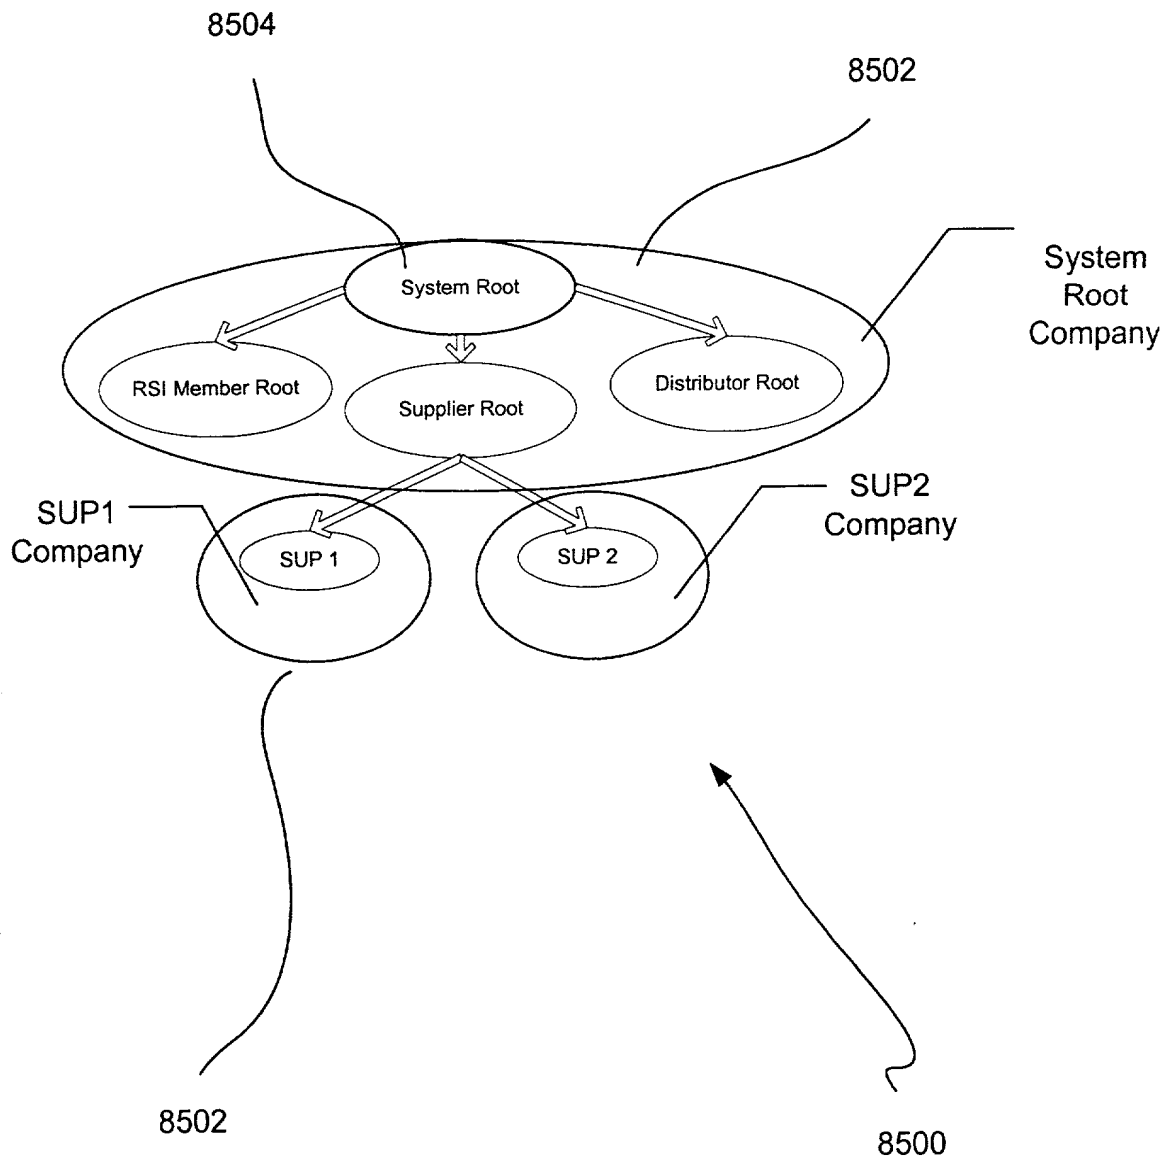 8504
8502
System
Root
Company
System Root
RSI Member Root
Supplier Root
Distributor Root
SUP1
Company
SUP2
Company
SUP 1
SUP 2
8502
8500